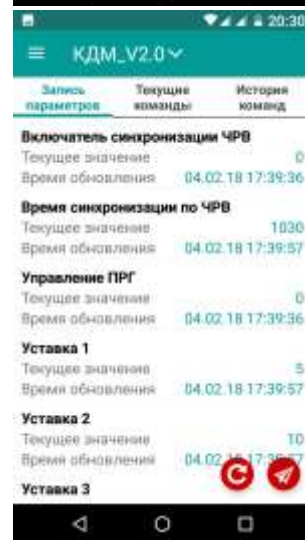 20:30
КДМ_V2.0
Запись параметров
Текущие команды
История команд
Включатель синхронизации ЧРВ
Текущее значение 0
Время обновления 04.02.18 17:39:36
Время синхронизации по ЧРВ
Текущее значение 1030
Время обновления 04.02.18 17:39:57
Управление ПРГ
Текущее значение 0
Время обновления 04.02.18 17:39:36
Уставка 1
Текущее значение 5
Время обновления 04.02.18 17:39:57
Уставка 2
Текущее значение 10
Время обновления 04.02
Уставка 3